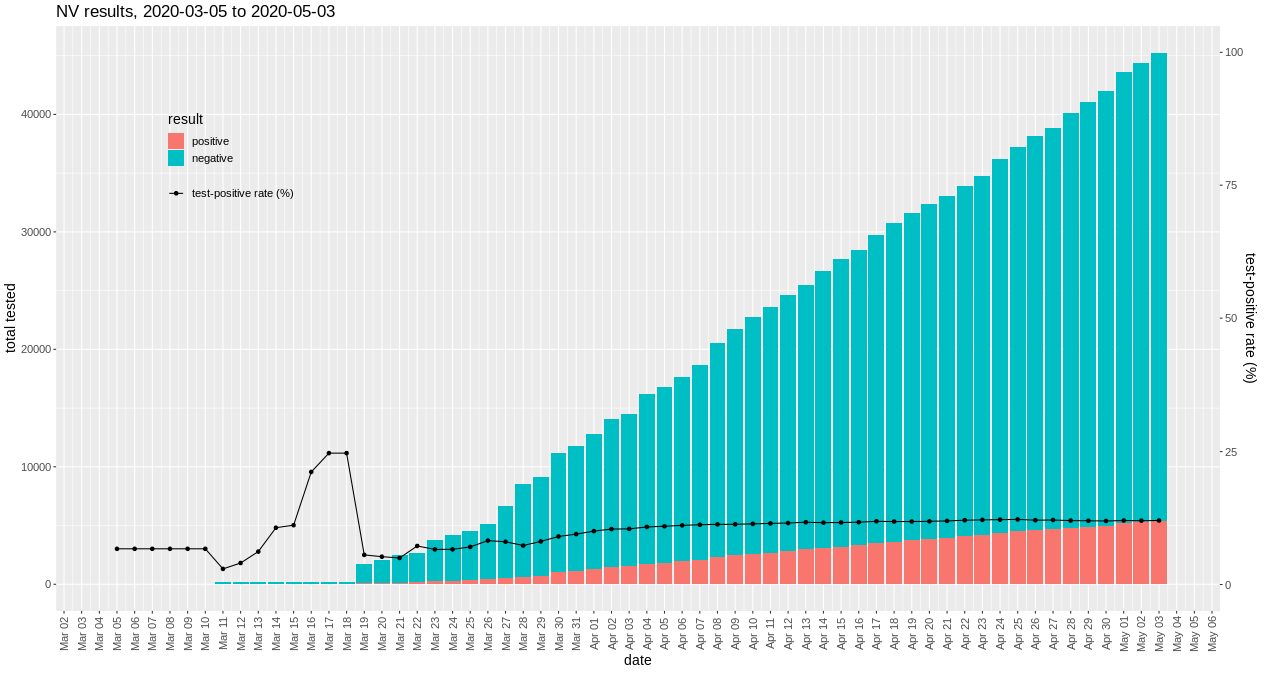 NV results, 2020-03-05 to 2020-05-03
total tested
40000
30000
20000
10000
0
result
positive
negative
test-positive rate (%)
100
75
50
25
0
test-positive rate (%)
Mar 02
Mar 03
Mar 04
Mar 05
Mar 06
Mar 07
Mar 08
Mar 09
Mar 10
Mar 11
Mar 12
Mar 13
Mar 14
Mar 15
Mar 16
Mar 17
Mar 18
Mar 19
Mar 20
Mar 21
Mar 22
Mar 23
Mar 24
Mar 25
Mar 26
Mar 27
Mar 28
Mar 29
Mar 30
Mar 31
Apr 01
Apr 02
Apr 03
Apr 04
Apr 05
Apr 06
Apr 07
Apr 08
Apr 09
Apr 10
Apr 11
Apr 12
Apr 13
Apr 14
Apr 15
Apr 16
Apr 17
Apr 18
Apr 19
Apr 20
Apr 21
Apr 22
Apr 23
Apr 24
Apr 25
Apr 26
Apr 27
Apr 28
Apr 29
Apr 30
May 01
May 02
May 03
May 04
May 05
May 06
date